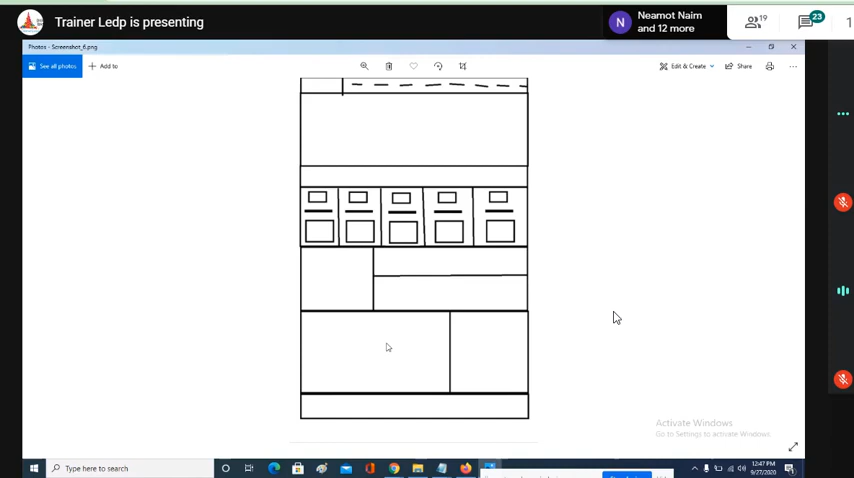 Trainer Ledp is presenting
Neamot Naim
and 12 more
19
23
1
Photos - Screenshot_6.png
See all photos
Add to
Edit & Create
Share
Activate Windows
Go to Settings to activate Windows.
Type here to search
12:47 PM
9/27/2020